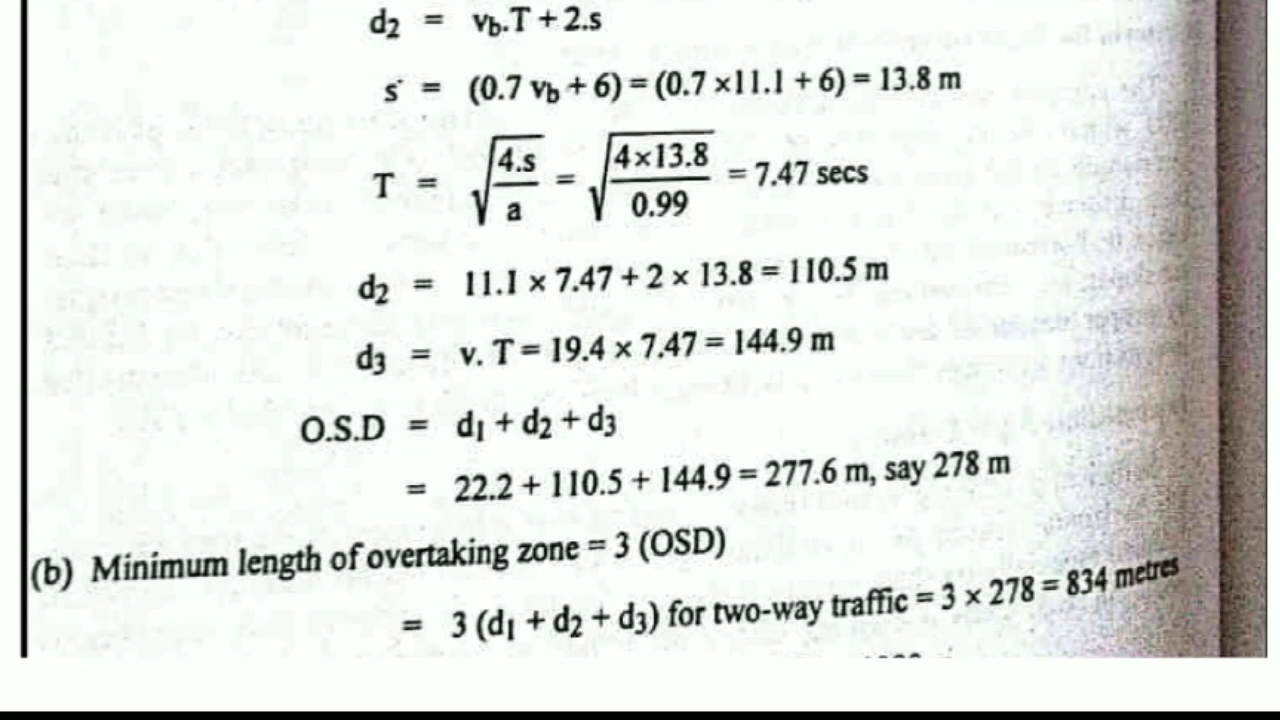 d₂ = v_b.T + 2.s
s = (0.7 v_b + 6) = (0.7 ×11.1 + 6) = 13.8 m
T = √(4.s/a) = √(4×13.8/0.99) = 7.47 secs
d₂ = 11.1 × 7.47 + 2 × 13.8 = 110.5 m
d₃ = v. T = 19.4 × 7.47 = 144.9 m
O.S.D = d₁ + d₂ + d₃
= 22.2 + 110.5 + 144.9 = 277.6 m, say 278 m
(b) Minimum length of overtaking zone = 3 (OSD)
= 3 (d₁ + d₂ + d₃) for two-way traffic = 3 × 278 = 834 metres